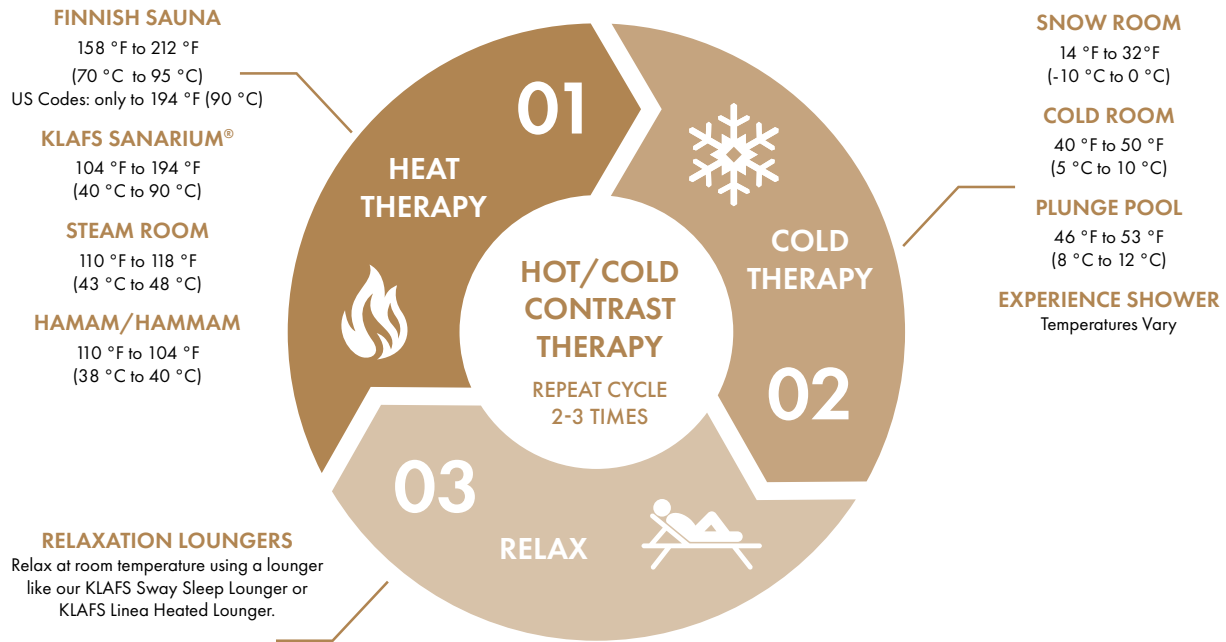 FINNISH SAUNA
158 °F to 212 °F
(70 °C to 95 °C)
US Codes: only to 194 °F (90 °C)
KLAFS SANARIUM®
104 °F to 194 °F
(40 °C to 90 °C)
STEAM ROOM
110 °F to 118 °F
(43 °C to 48 °C)
HAMAM/HAMMAM
110 °F to 104 °F
(38 °C to 40 °C)
01
HEAT
THERAPY
HOT/COLD
CONTRAST
THERAPY
REPEAT CYCLE
2-3 TIMES
COLD
THERAPY
02
SNOW ROOM
14 °F to 32°F
(-10 °C to 0 °C)
COLD ROOM
40 °F to 50 °F
(5 °C to 10 °C)
PLUNGE POOL
46 °F to 53 °F
(8 °C to 12 °C)
EXPERIENCE SHOWER
Temperatures Vary
03
RELAX
RELAXATION LOUNGERS
Relax at room temperature using a lounger
like our KLAFS Sway Sleep Lounger or
KLAFS Linea Heated Lounger.